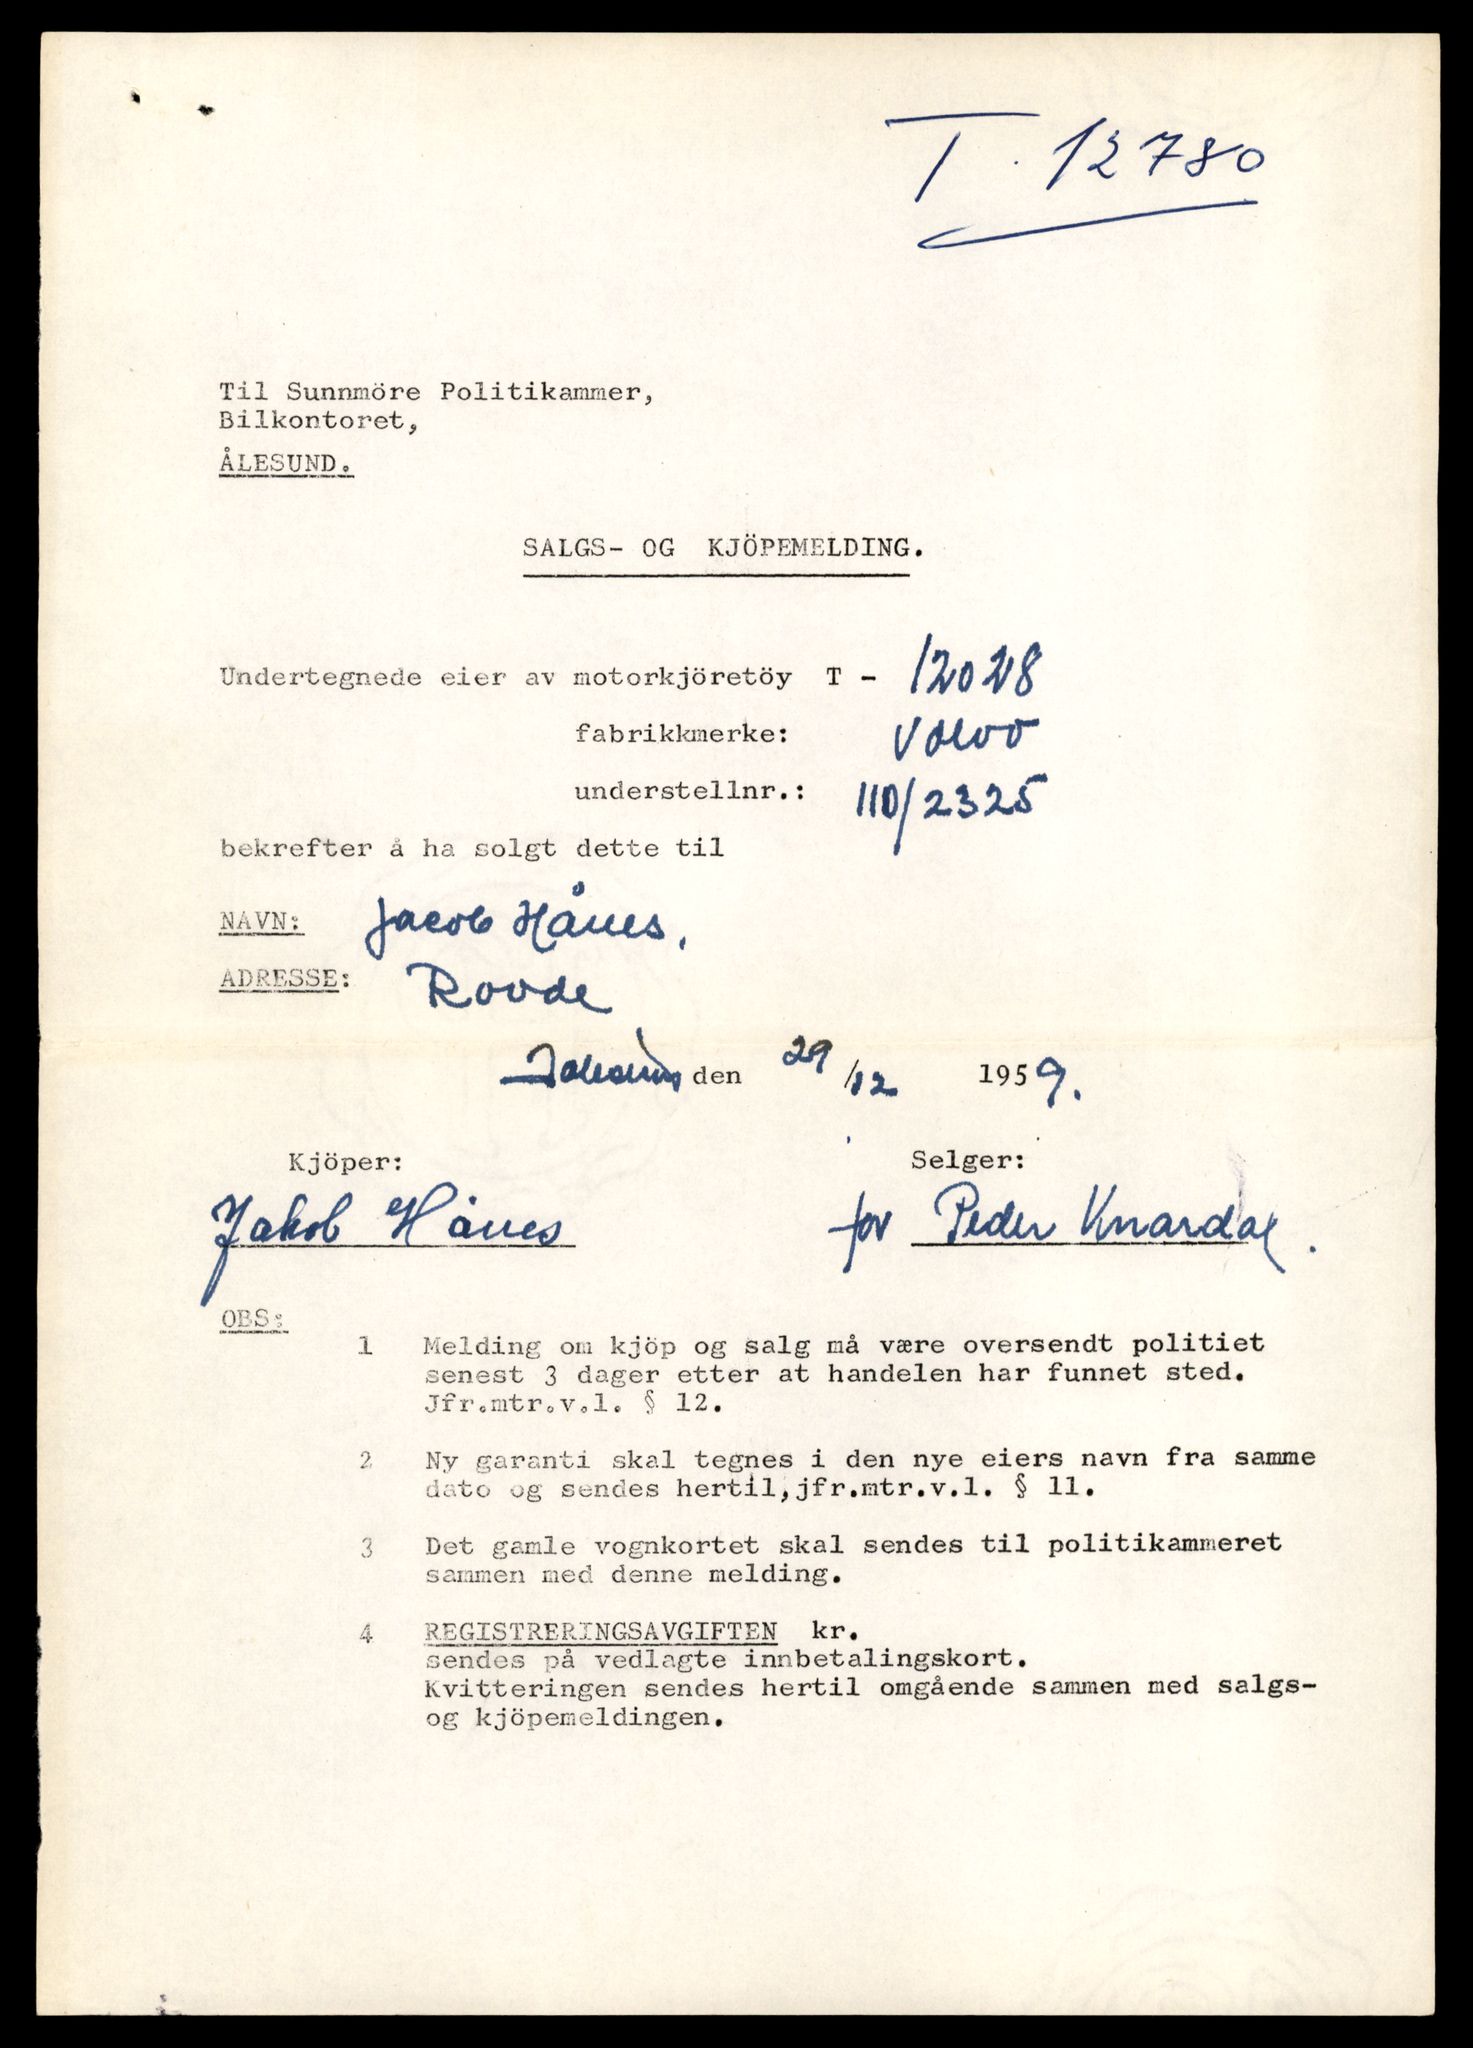 T. 12780
Til Sunnmöre Politikammer,
Bilkontoret,
ÅLESUND.
SALGS- OG KJÖPEMELDING.
Undertegnede eier av motorkjöretöy T - 12028
fabrikkmerke: Volvo
understellnr.: 110/2325
bekrefter å ha solgt dette til
NAVN: Jacob Hånes.
ADRESSE: Rovde
den 29/12 1959.
Kjöper: Selger:
Jakob Hånes for Peder Knardal.
OBS:
1 Melding om kjöp og salg må være oversendt politiet
senest 3 dager etter at handelen har funnet sted.
Jfr.mtr.v.l. § 12.
2 Ny garanti skal tegnes i den nye eiers navn fra samme
dato og sendes hertil,jfr.mtr.v.l. § 11.
3 Det gamle vognkortet skal sendes til politikammeret
sammen med denne melding.
4 REGISTRERINGSAVGIFTEN kr.
sendes på vedlagte innbetalingskort.
Kvitteringen sendes hertil omgående sammen med salgs-
og kjöpemeldingen.